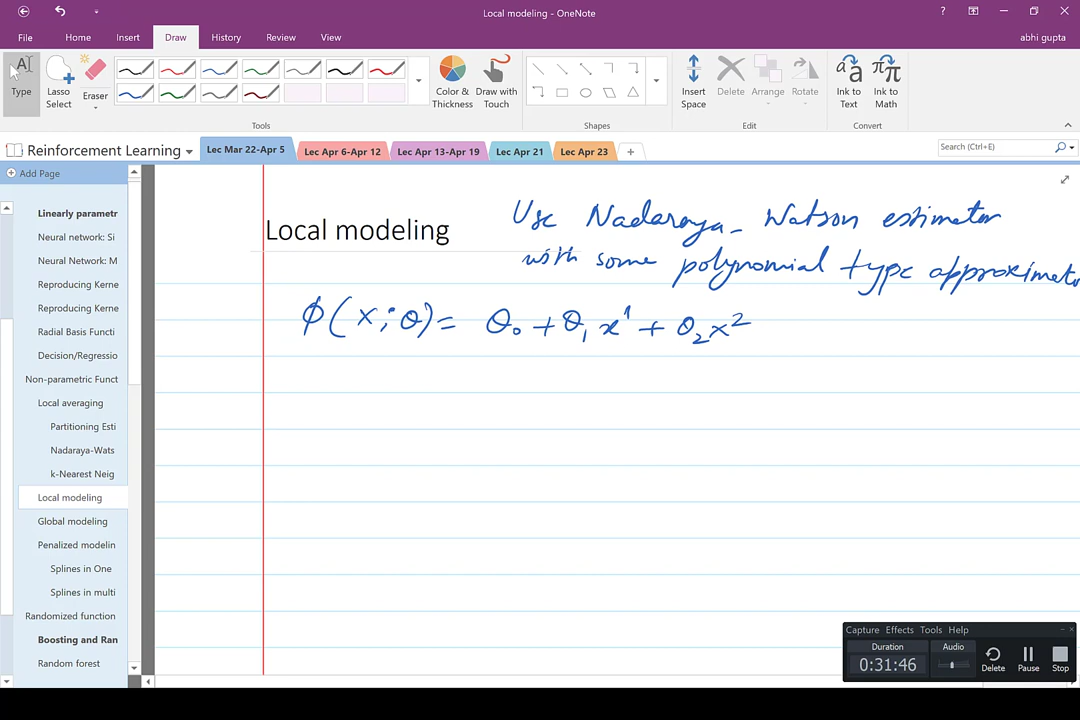 Local modeling - OneNote
?
abhi gupta
File Home Insert Draw History Review View
Type
Lasso Select
Eraser
Color & Thickness
Draw with Touch
Insert Space
Delete
Arrange
Rotate
Ink to Text
Ink to Math
Tools
Shapes
Edit
Convert
Reinforcement Learning
Lec Mar 22-Apr 5
Lec Apr 6-Apr 12
Lec Apr 13-Apr 19
Lec Apr 21
Lec Apr 23
+
Search (Ctrl+E)
Add Page
Linearly parametr
Neural network: Si
Neural Network: M
Reproducing Kerne
Reproducing Kerne
Radial Basis Functi
Decision/Regressio
Non-parametric Funct
Local averaging
Partitioning Esti
Nadaraya-Wats
k-Nearest Neig
Local modeling
Global modeling
Penalized modelin
Splines in One
Splines in multi
Randomized function
Boosting and Ran
Random forest
Local modeling
Use Nadaraya - Watson estimator
with some polynomial type approximato
ϕ(x; θ) = θ₀ + θ₁ x¹ + θ₂ x²
Capture Effects Tools Help
Duration
0:31:46
Audio
Delete
Pause
Stop